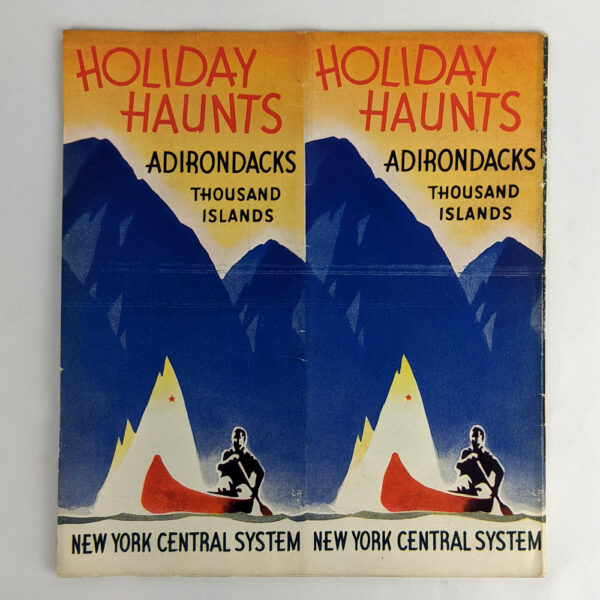 HOLIDAY
HAUNTS
ADIRONDACKS
THOUSAND
ISLANDS
NEW YORK CENTRAL SYSTEM
HOLIDAY
HAUNTS
ADIRONDACKS
THOUSAND
ISLANDS
NEW YORK CENTRAL SYSTEM